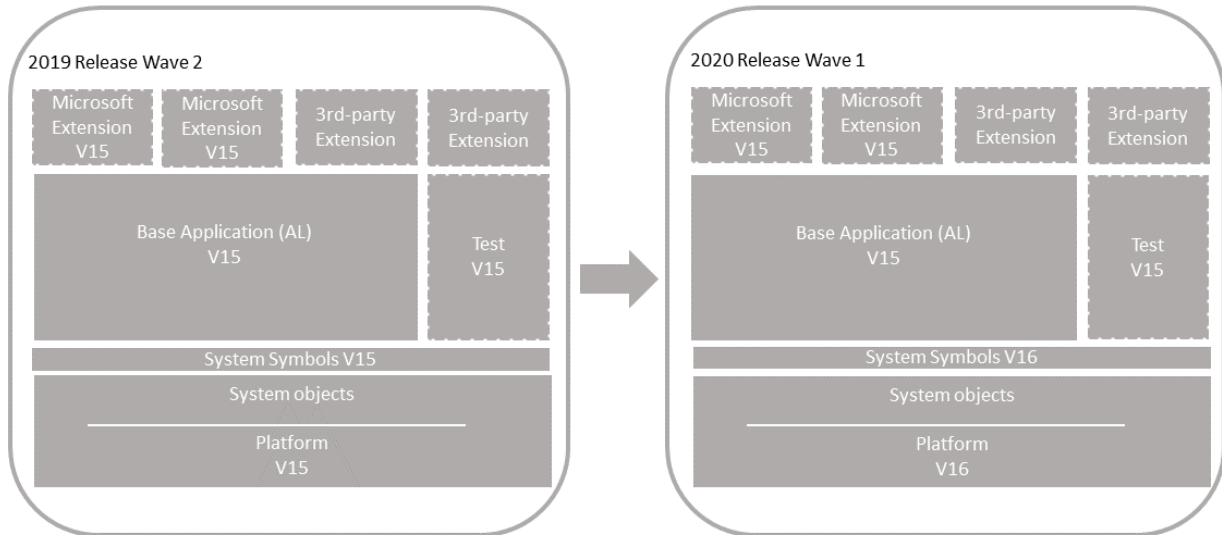 2019 Release Wave 2
Microsoft
Extension
V15
Microsoft
Extension
V15
3rd-party
Extension
3rd-party
Extension
Base Application (AL)
V15
Test
V15
System Symbols V15
System objects
Platform
V15
2020 Release Wave 1
Microsoft
Extension
V15
Microsoft
Extension
V15
3rd-party
Extension
3rd-party
Extension
Base Application (AL)
V15
Test
V15
System Symbols V16
System objects
Platform
V16